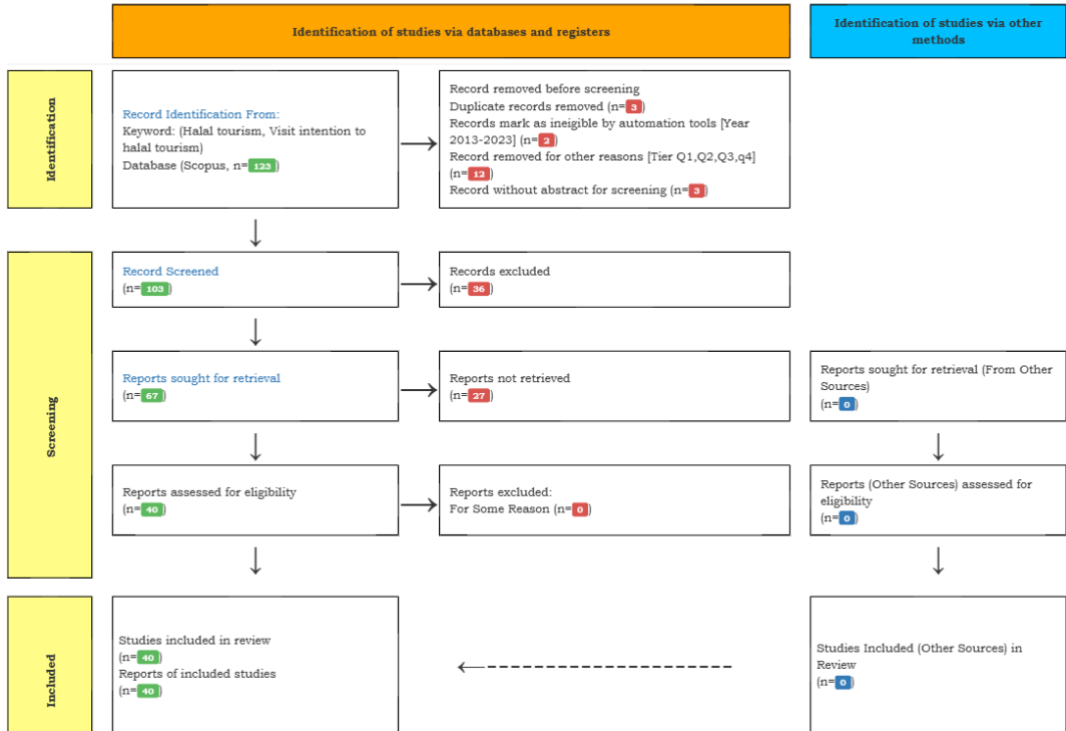 Identification of studies via databases and registers
Identification of studies via other
methods
Identification
Record Identification From:
Keyword: (Halal tourism, Visit intention to
halal tourism)
Database (Scopus, n=123)
Record removed before screening
Duplicate records removed (n=3)
Records mark as ineigible by automation tools [Year
2013-2023] (n=2)
Record removed for other reasons [Tier Q1,Q2,Q3,q4]
(n=12)
Record without abstract for screening (n=3)
Screening
Record Screened
(n=103)
Records excluded
(n=36)
Reports sought for retrieval
(n=67)
Reports not retrieved
(n=27)
Reports sought for retrieval (From Other
Sources)
(n=0)
Reports assessed for eligibility
(n=40)
Reports excluded:
For Some Reason (n=0)
Reports (Other Sources) assessed for
eligibility
(n=0)
Included
Studies included in review
(n=40)
Reports of included studies
(n=40)
Studies Included (Other Sources) in
Review
(n=0)